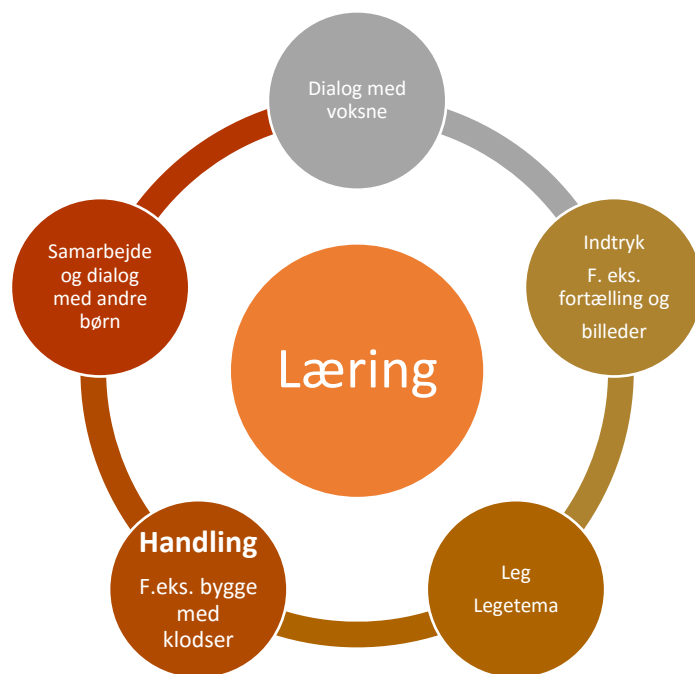 Dialog med
voksne
Indtryk
F. eks.
fortælling og
billeder
Leg
Legetema
Handling
F.eks. bygge
med
klodser
Samarbejde
og dialog
med andre
børn
Læring